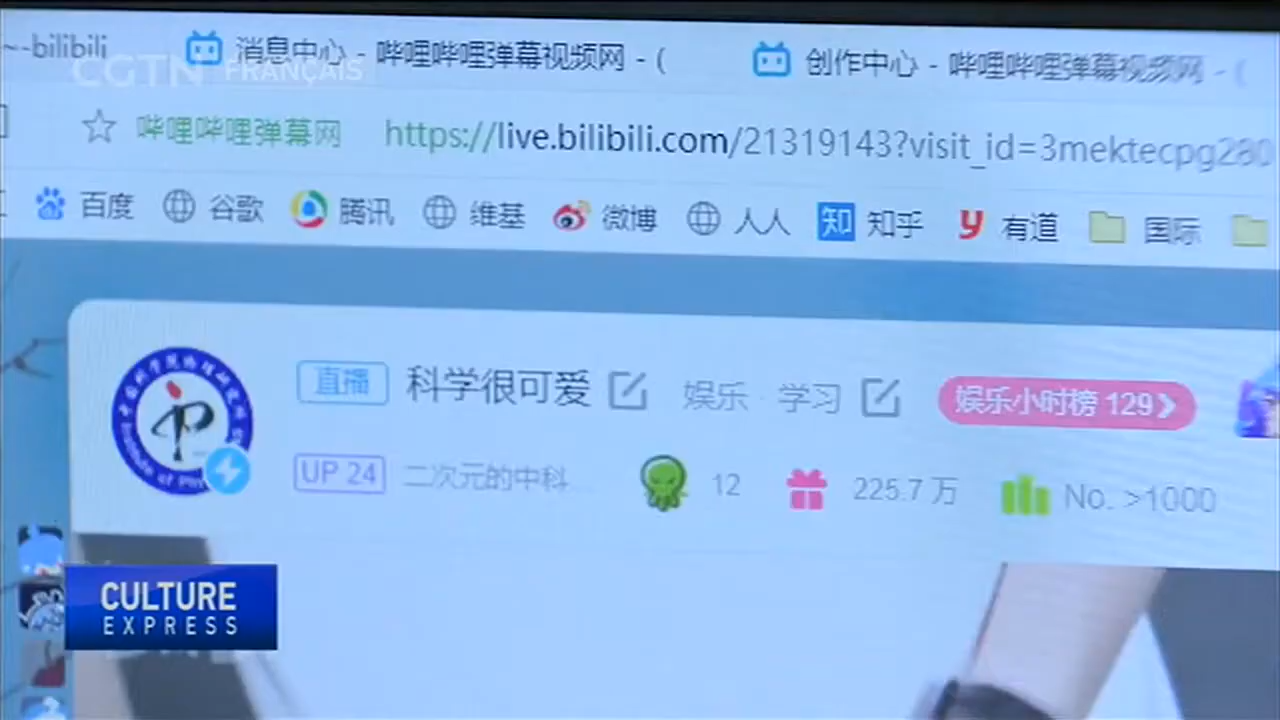 ~-bilibili 消息中心 - 哔哩哔哩弹幕视频网 - ( 创作中心 - 哔哩哔哩弹幕视频网 - (
CGTN FRANÇAIS
哔哩哔哩弹幕网 https://live.bilibili.com/21319143?visit_id=3mektecpg280
百度 谷歌 腾讯 维基 微博 人人 知 知乎 y 有道 国际
直播 科学很可爱 娱乐 · 学习 娱乐小时榜 129
UP 24 二次元的中科... 12 225.7 万 No. >1000
CULTURE
EXPRESS